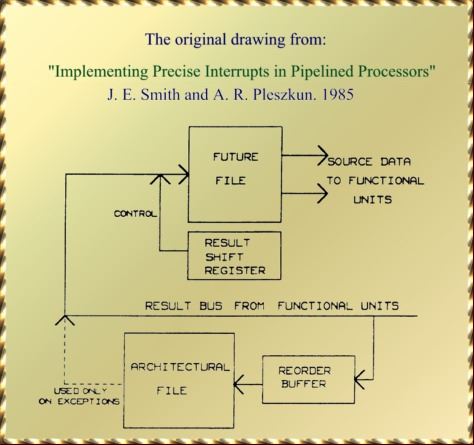 The original drawing from:
"Implementing Precise Interrupts in Pipelined Processors"
J. E. Smith and A. R. Pleszkun. 1985
FUTURE
FILE
SOURCE DATA
TO FUNCTIONAL
UNITS
CONTROL
RESULT
SHIFT
REGISTER
RESULT BUS FROM FUNCTIONAL UNITS
ARCHITECTURAL
FILE
REORDER
BUFFER
USED ONLY
ON EXCEPTIONS